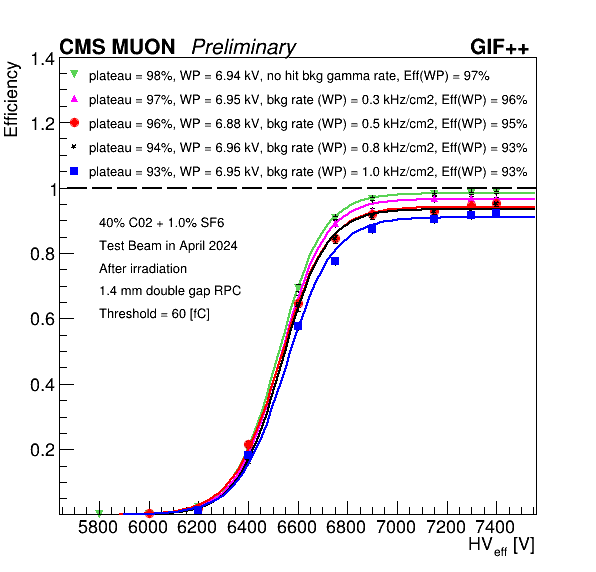 CMS MUON Preliminary GIF++
Efficiency
1.4
plateau = 98%, WP = 6.94 kV, no hit bkg gamma rate, Eff(WP) = 97%
plateau = 97%, WP = 6.95 kV, bkg rate (WP) = 0.3 kHz/cm2, Eff(WP) = 96%
1.2
plateau = 96%, WP = 6.88 kV, bkg rate (WP) = 0.5 kHz/cm2, Eff(WP) = 95%
plateau = 94%, WP = 6.96 kV, bkg rate (WP) = 0.8 kHz/cm2, Eff(WP) = 93%
plateau = 93%, WP = 6.95 kV, bkg rate (WP) = 1.0 kHz/cm2, Eff(WP) = 93%
1
40% C02 + 1.0% SF6
Test Beam in April 2024
0.8
After irradiation
1.4 mm double gap RPC
Threshold = 60 [fC]
0.6
0.4
0.2
5800 6000 6200 6400 6600 6800 7000 7200 7400
HV_eff [V]